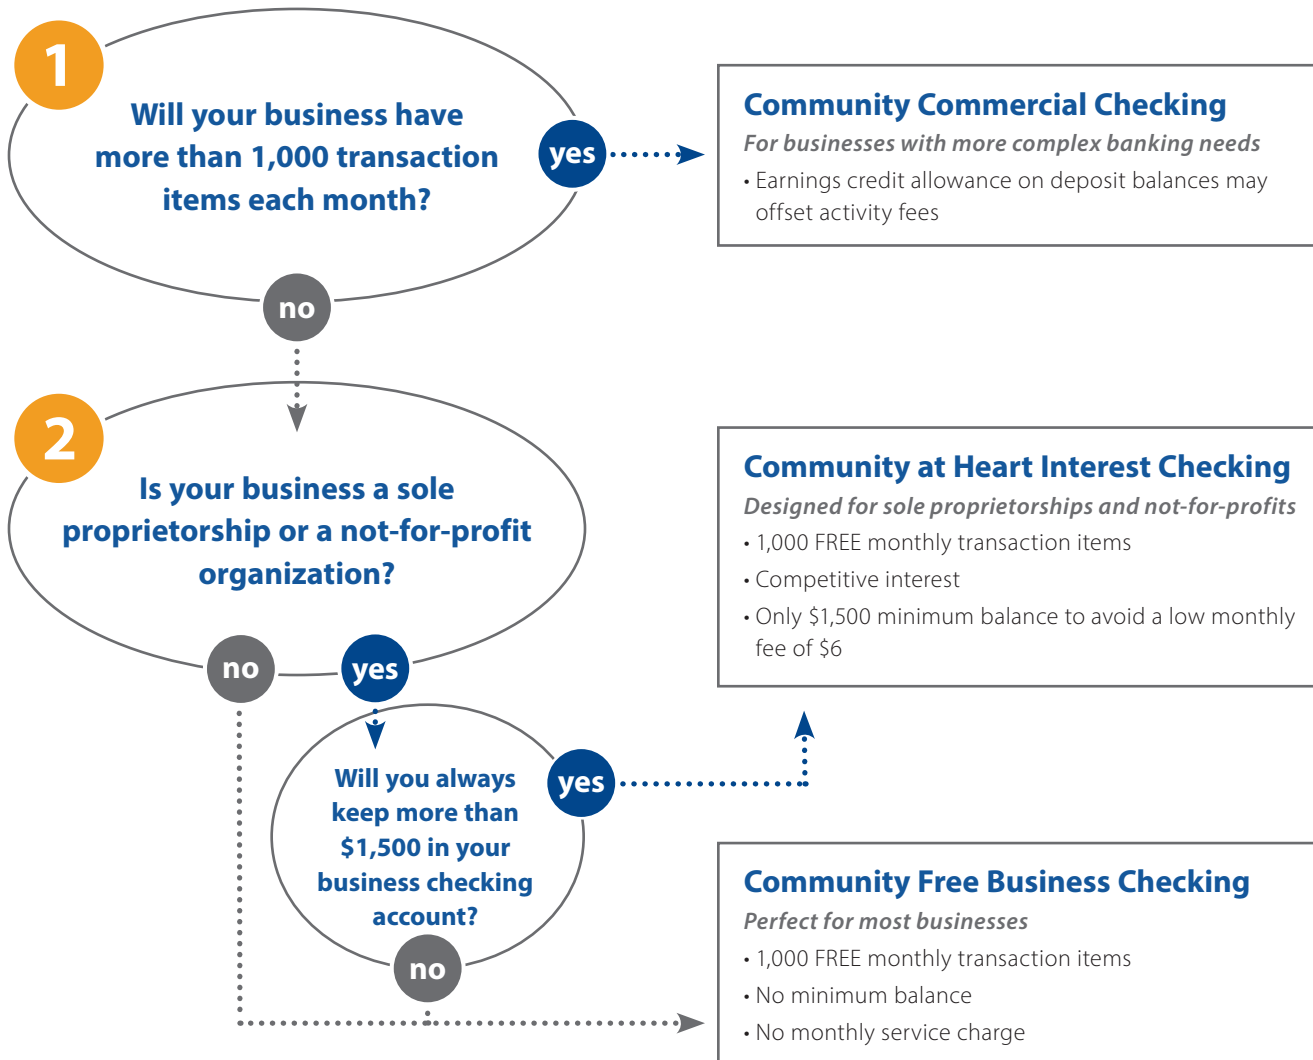 1
Will your business have
more than 1,000 transaction
items each month?
yes
Community Commercial Checking
For businesses with more complex banking needs
• Earnings credit allowance on deposit balances may
offset activity fees
no
2
Is your business a sole
proprietorship or a not-for-profit
organization?
no
yes
Community at Heart Interest Checking
Designed for sole proprietorships and not-for-profits
• 1,000 FREE monthly transaction items
• Competitive interest
• Only $1,500 minimum balance to avoid a low monthly
fee of $6
Will you always
keep more than
$1,500 in your
business checking
account?
yes
no
Community Free Business Checking
Perfect for most businesses
• 1,000 FREE monthly transaction items
• No minimum balance
• No monthly service charge